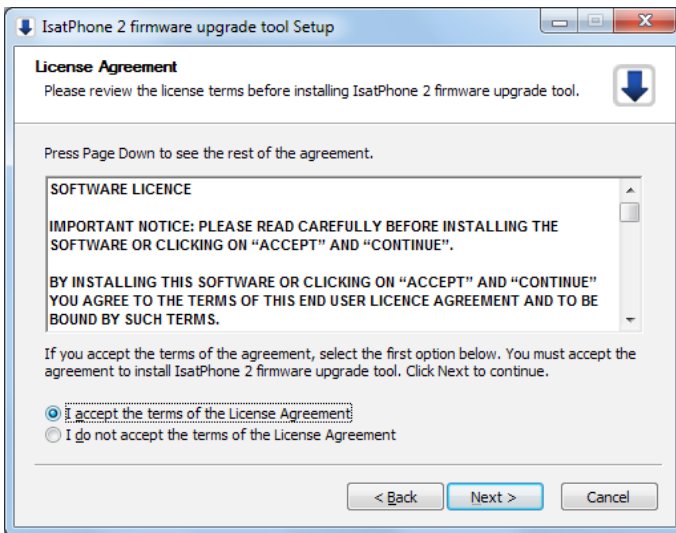 IsatPhone 2 firmware upgrade tool Setup
License Agreement
Please review the license terms before installing IsatPhone 2 firmware upgrade tool.
Press Page Down to see the rest of the agreement.
SOFTWARE LICENCE
IMPORTANT NOTICE: PLEASE READ CAREFULLY BEFORE INSTALLING THE
SOFTWARE OR CLICKING ON “ACCEPT” AND “CONTINUE”.
BY INSTALLING THIS SOFTWARE OR CLICKING ON “ACCEPT” AND “CONTINUE”
YOU AGREE TO THE TERMS OF THIS END USER LICENCE AGREEMENT AND TO BE
BOUND BY SUCH TERMS.
If you accept the terms of the agreement, select the first option below. You must accept the
agreement to install IsatPhone 2 firmware upgrade tool. Click Next to continue.
I accept the terms of the License Agreement
I do not accept the terms of the License Agreement
< Back Next > Cancel